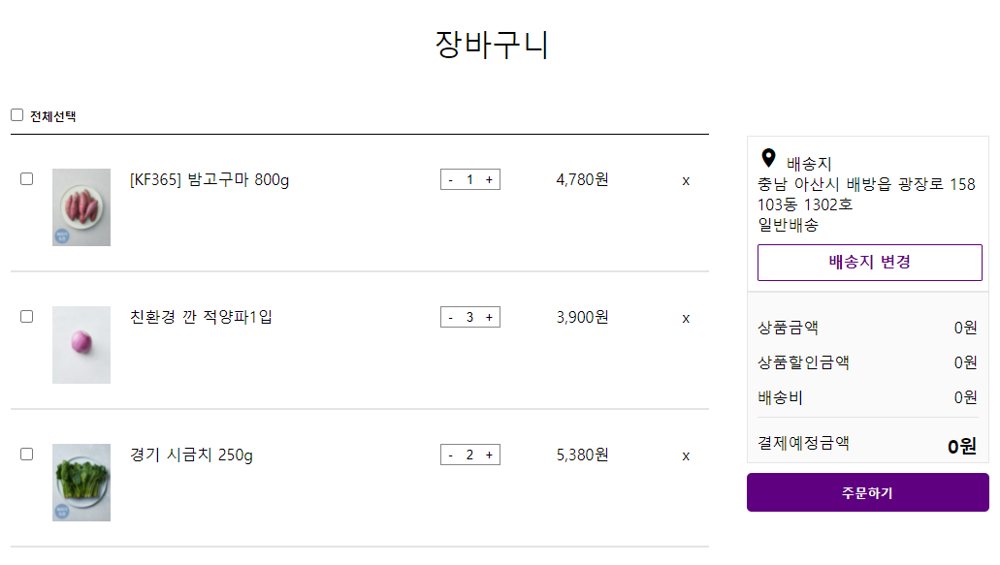 장바구니
전체선택
[KF365] 밤고구마 800g
- 1 +
4,780원
x
친환경 깐 적양파1입
- 3 +
3,900원
x
경기 시금치 250g
- 2 +
5,380원
x
배송지
충남 아산시 배방읍 광장로 158
103동 1302호
일반배송
배송지 변경
상품금액 0원
상품할인금액 0원
배송비 0원
결제예정금액 0원
주문하기